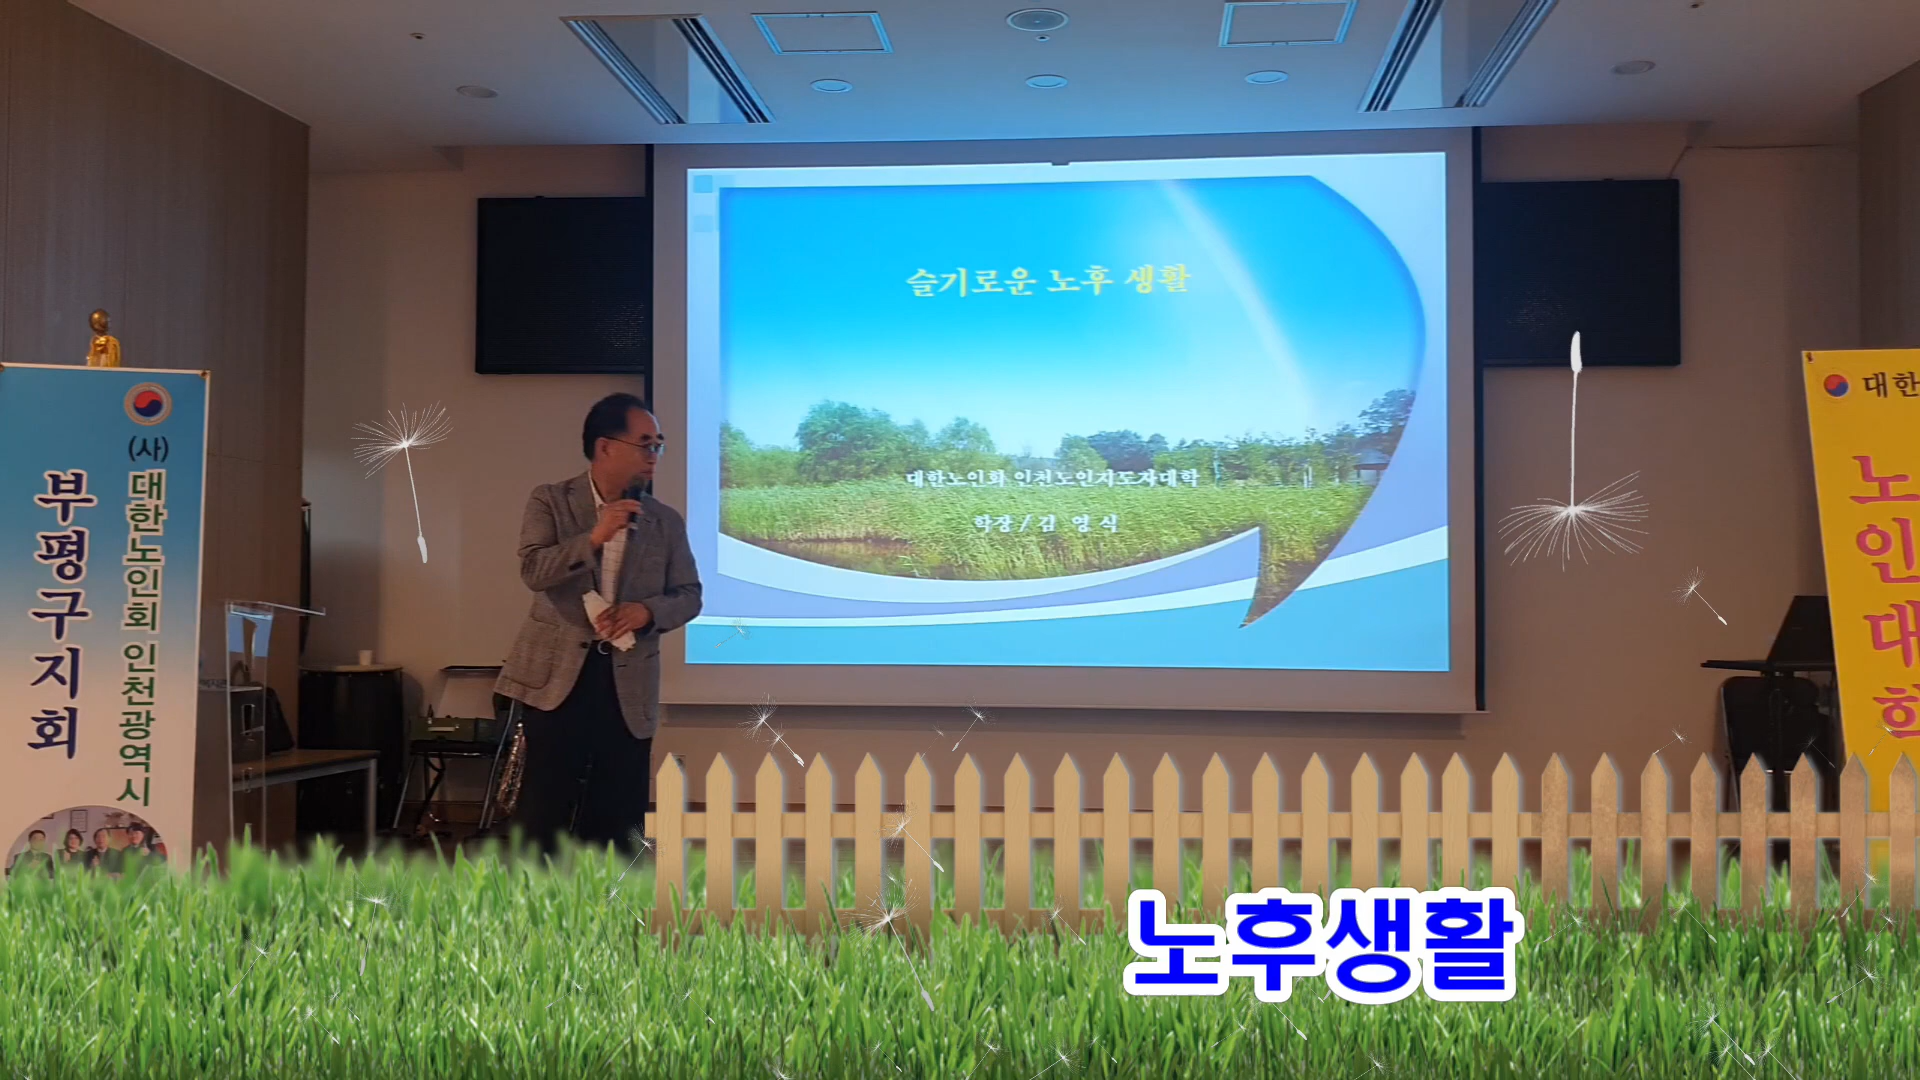 슬기로운 노후 생활
대한노인회 인천노인지도자대학
학장 / 김 영 식
(사)대한노인회 인천광역시
부평구지회
대한
노인대학
노후생활